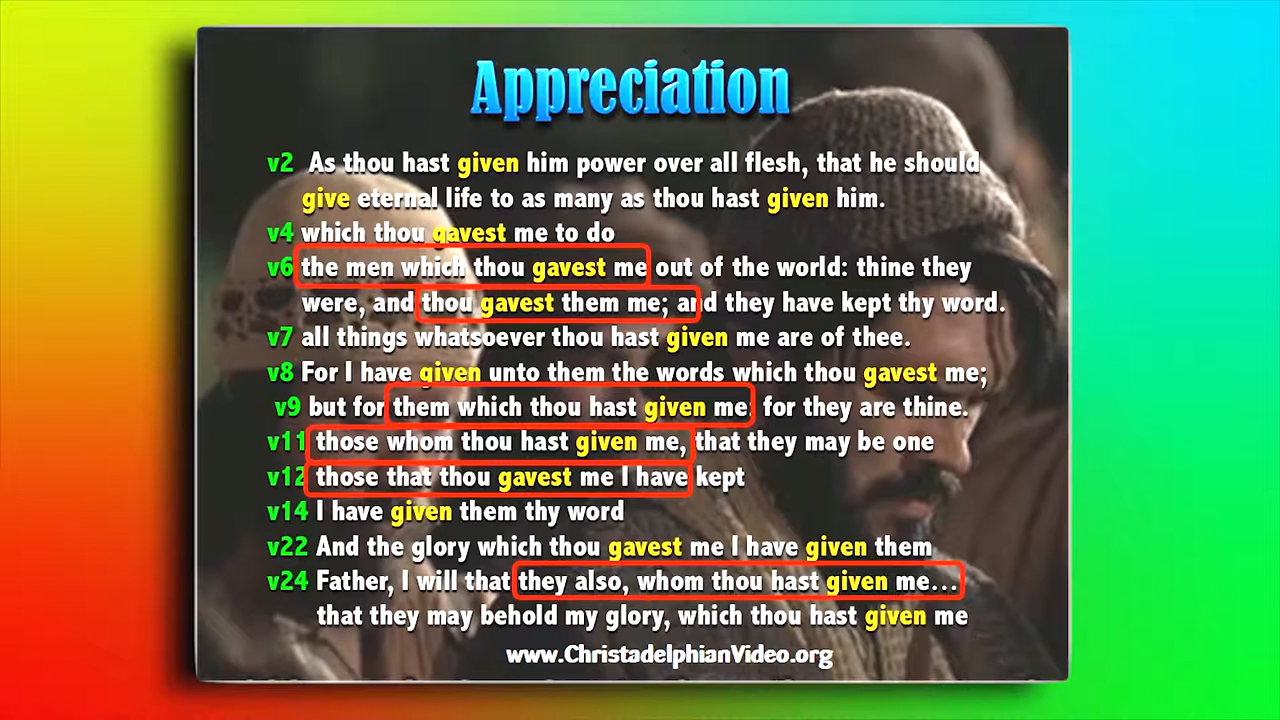 Appreciation
v2 As thou hast given him power over all flesh, that he should
give eternal life to as many as thou hast given him.
v4 which thou gavest me to do
v6 the men which thou gavest me out of the world: thine they
were, and thou gavest them me; and they have kept thy word.
v7 all things whatsoever thou hast given me are of thee.
v8 For I have given unto them the words which thou gavest me;
v9 but for them which thou hast given me; for they are thine.
v11 those whom thou hast given me, that they may be one
v12 those that thou gavest me I have kept
v14 I have given them thy word
v22 And the glory which thou gavest me I have given them
v24 Father, I will that they also, whom thou hast given me...
that they may behold my glory, which thou hast given me
www.ChristadelphianVideo.org